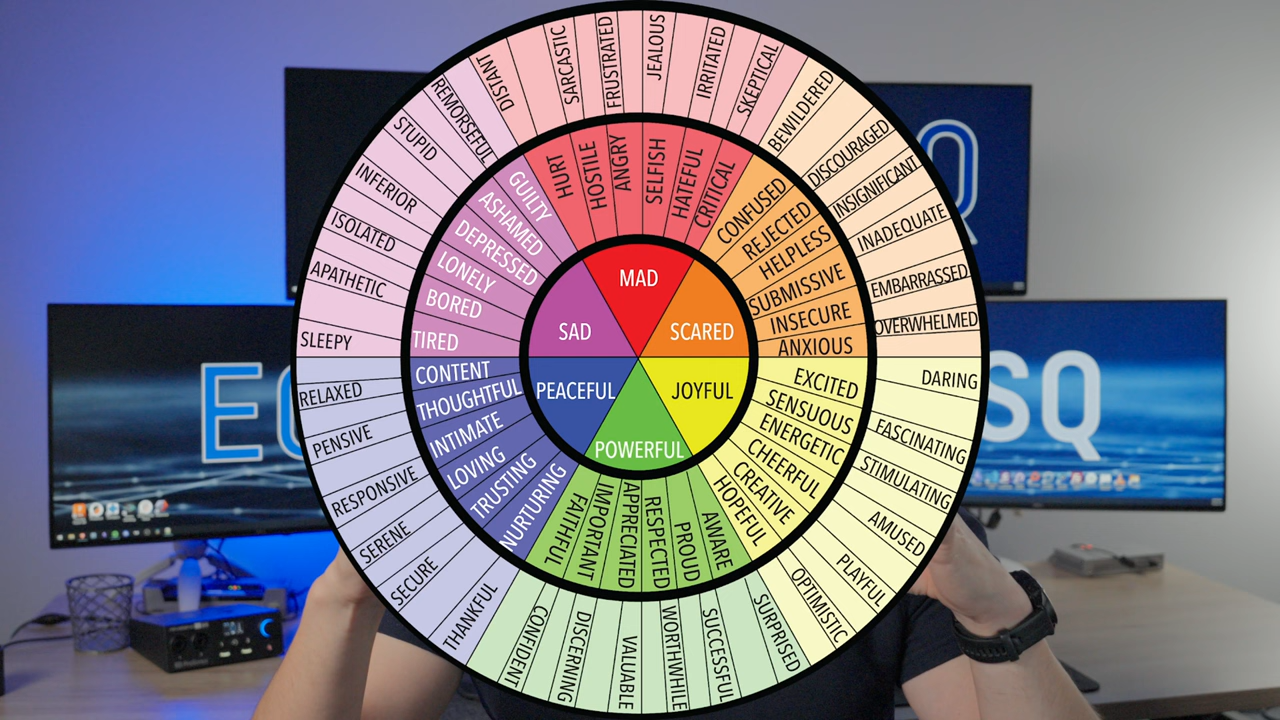 MAD
SCARED
JOYFUL
POWERFUL
PEACEFUL
SAD
HURT
HOSTILE
ANGRY
SELFISH
HATEFUL
CRITICAL
CONFUSED
REJECTED
HELPLESS
SUBMISSIVE
INSECURE
ANXIOUS
EXCITED
SENSUOUS
ENERGETIC
CHEERFUL
CREATIVE
HOPEFUL
AWARE
PROUD
RESPECTED
APPRECIATED
IMPORTANT
FAITHFUL
NURTURING
TRUSTING
LOVING
INTIMATE
THOUGHTFUL
CONTENT
TIRED
BORED
LONELY
DEPRESSED
ASHAMED
GUILTY
DISTANT
SARCASTIC
FRUSTRATED
JEALOUS
IRRITATED
SKEPTICAL
BEWILDERED
DISCOURAGED
INSIGNIFICANT
INADEQUATE
EMBARRASSED
OVERWHELMED
DARING
FASCINATING
STIMULATING
AMUSED
PLAYFUL
OPTIMISTIC
SURPRISED
SUCCESSFUL
WORTHWHILE
VALUABLE
DISCERNING
CONFIDENT
THANKFUL
SECURE
SERENE
RESPONSIVE
PENSIVE
RELAXED
SLEEPY
APATHETIC
ISOLATED
INFERIOR
STUPID
REMORSEFUL